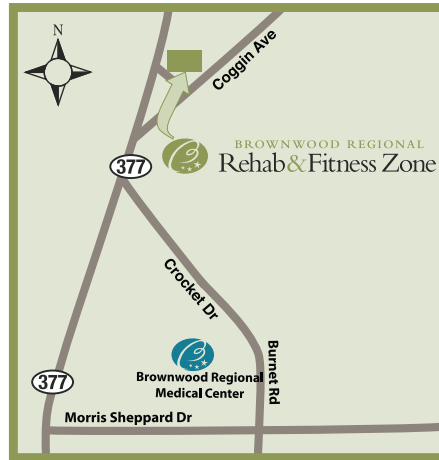 N
Coggin Ave
BROWNWOOD REGIONAL
Rehab&Fitness Zone
377
Crocket Dr
Burnet Rd
Brownwood Regional
Medical Center
377
Morris Sheppard Dr